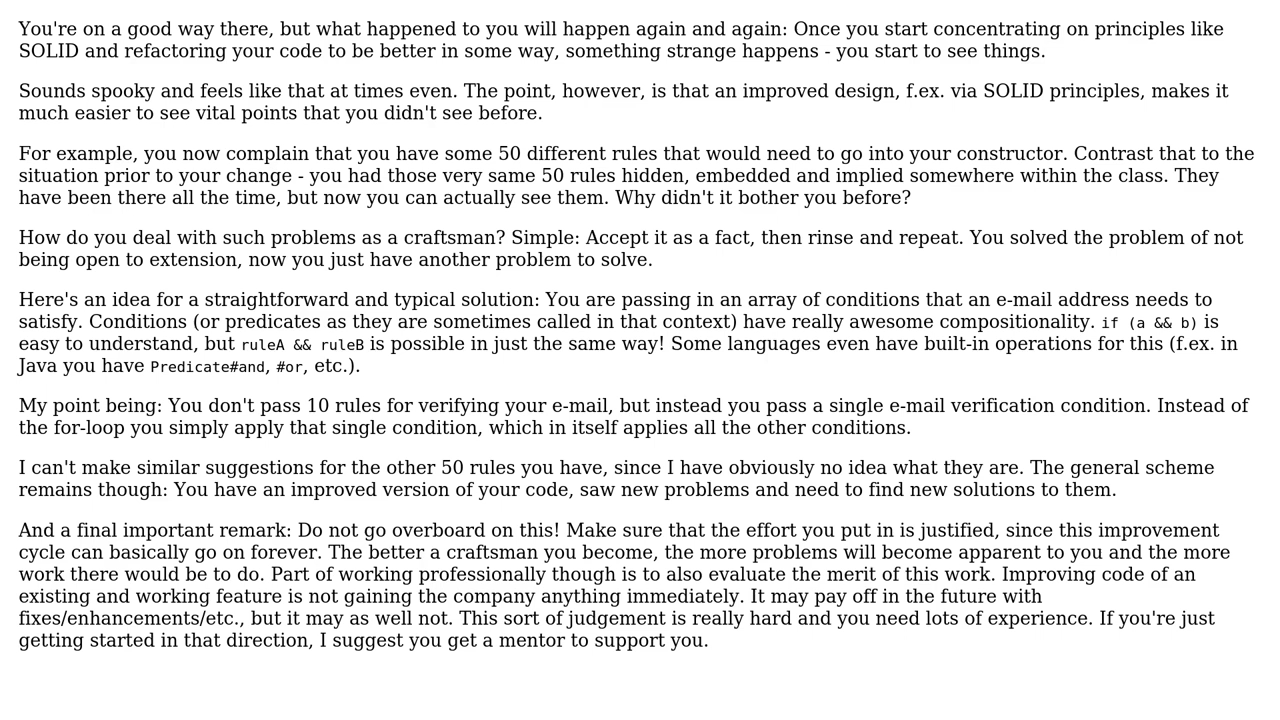 You're on a good way there, but what happened to you will happen again and again: Once you start concentrating on principles like
SOLID and refactoring your code to be better in some way, something strange happens - you start to see things.
Sounds spooky and feels like that at times even. The point, however, is that an improved design, f.ex. via SOLID principles, makes it
much easier to see vital points that you didn't see before.
For example, you now complain that you have some 50 different rules that would need to go into your constructor. Contrast that to the
situation prior to your change - you had those very same 50 rules hidden, embedded and implied somewhere within the class. They
have been there all the time, but now you can actually see them. Why didn't it bother you before?
How do you deal with such problems as a craftsman? Simple: Accept it as a fact, then rinse and repeat. You solved the problem of not
being open to extension, now you just have another problem to solve.
Here's an idea for a straightforward and typical solution: You are passing in an array of conditions that an e-mail address needs to
satisfy. Conditions (or predicates as they are sometimes called in that context) have really awesome compositionality. if (a && b) is
easy to understand, but ruleA && ruleB is possible in just the same way! Some languages even have built-in operations for this (f.ex. in
Java you have Predicate#and, #or, etc.).
My point being: You don't pass 10 rules for verifying your e-mail, but instead you pass a single e-mail verification condition. Instead of
the for-loop you simply apply that single condition, which in itself applies all the other conditions.
I can't make similar suggestions for the other 50 rules you have, since I have obviously no idea what they are. The general scheme
remains though: You have an improved version of your code, saw new problems and need to find new solutions to them.
And a final important remark: Do not go overboard on this! Make sure that the effort you put in is justified, since this improvement
cycle can basically go on forever. The better a craftsman you become, the more problems will become apparent to you and the more
work there would be to do. Part of working professionally though is to also evaluate the merit of this work. Improving code of an
existing and working feature is not gaining the company anything immediately. It may pay off in the future with
fixes/enhancements/etc., but it may as well not. This sort of judgement is really hard and you need lots of experience. If you're just
getting started in that direction, I suggest you get a mentor to support you.